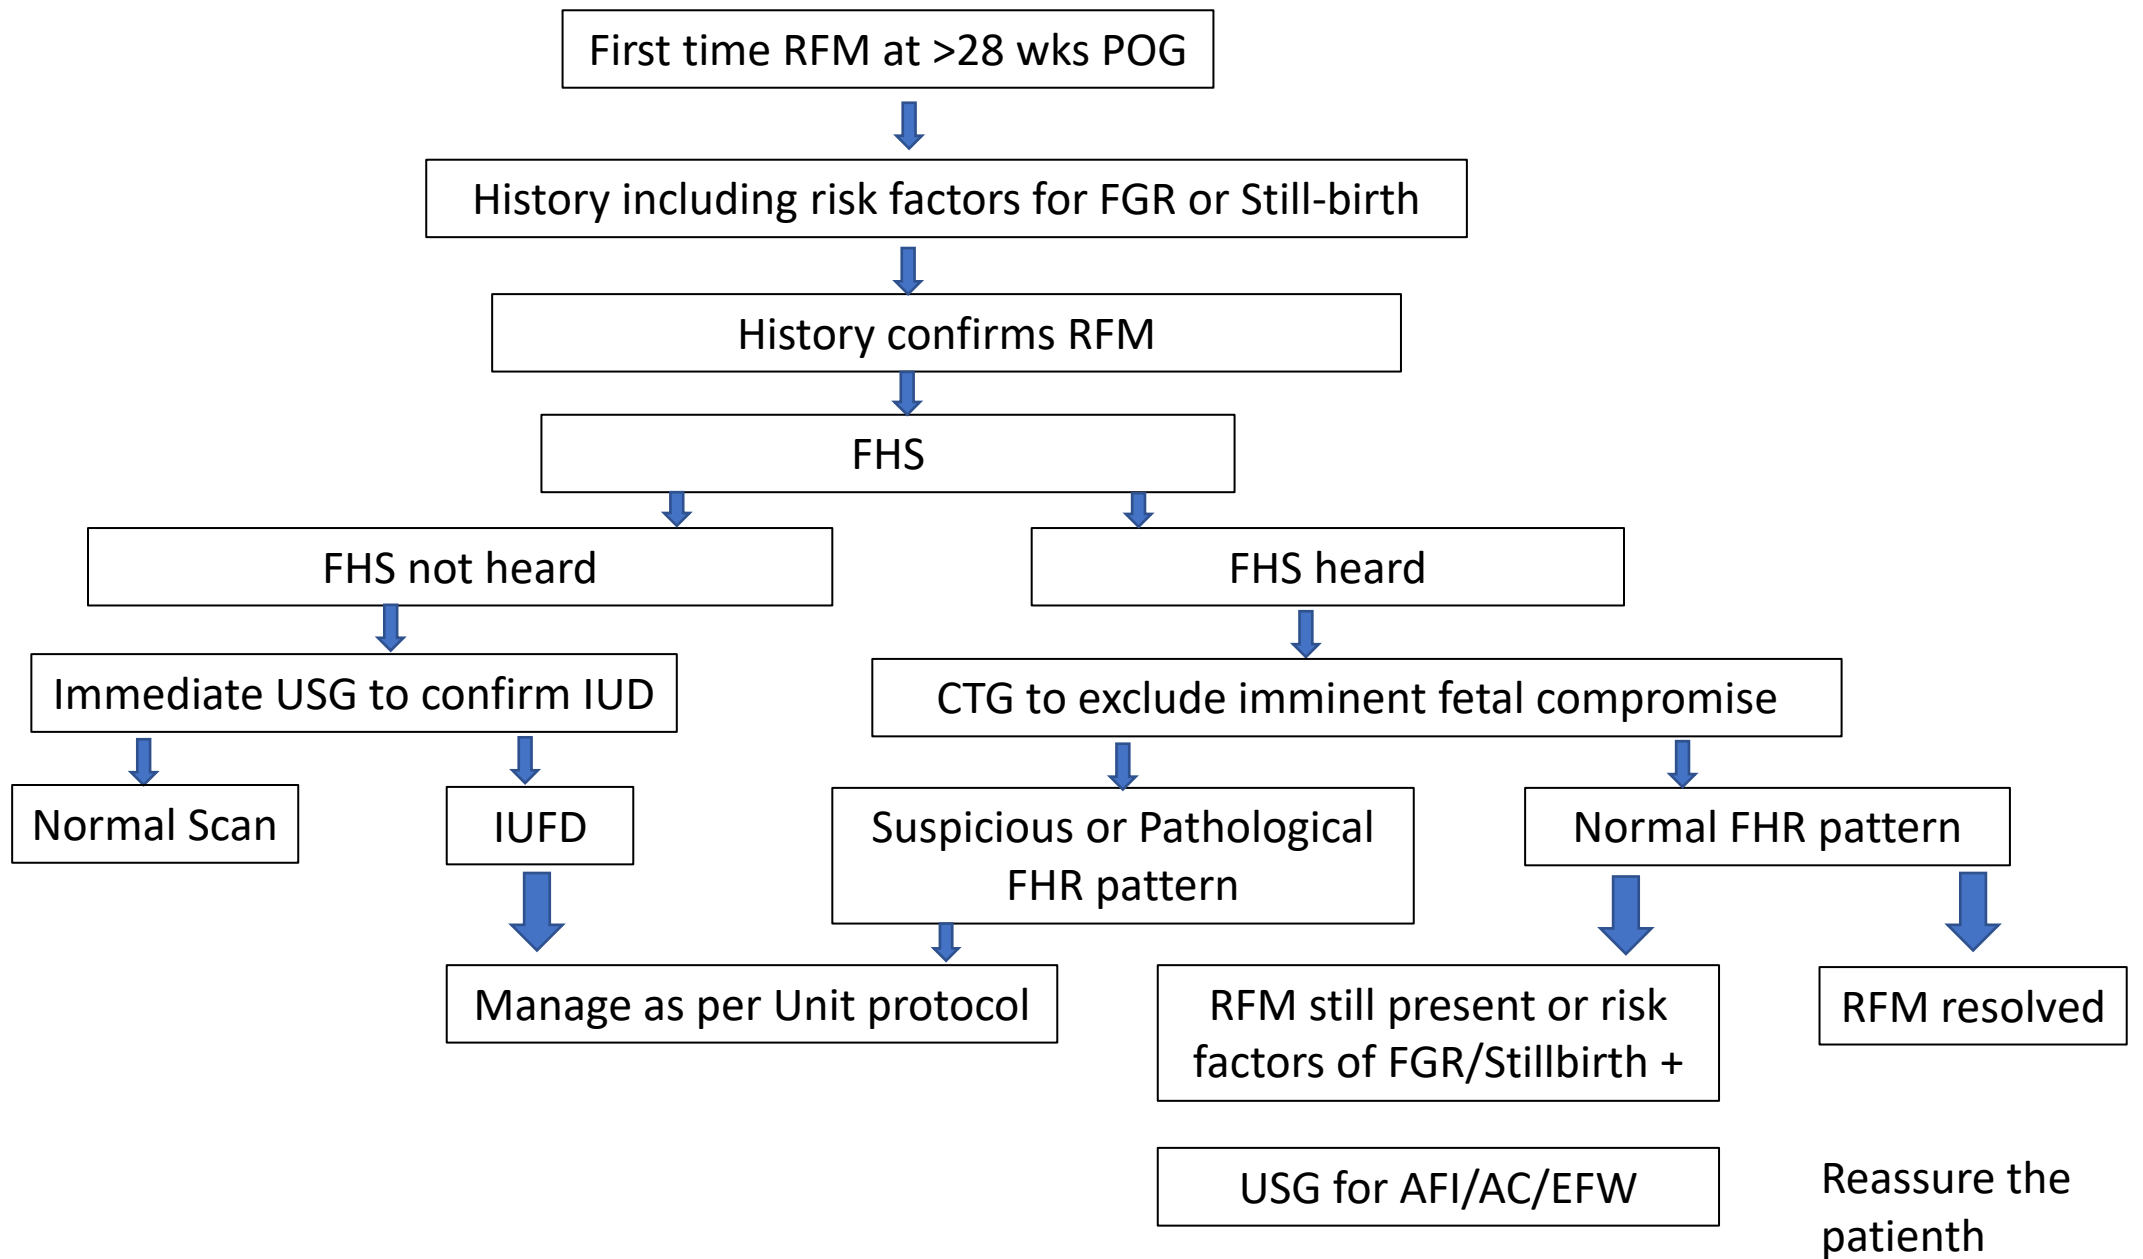 First time RFM at >28 wks POG
History including risk factors for FGR or Still-birth
History confirms RFM
FHS
FHS not heard
FHS heard
Immediate USG to confirm IUD
CTG to exclude imminent fetal compromise
Normal Scan
IUFD
Suspicious or Pathological
FHR pattern
Normal FHR pattern
Manage as per Unit protocol
RFM still present or risk
factors of FGR/Stillbirth +
RFM resolved
USG for AFI/AC/EFW
Reassure the
patienth